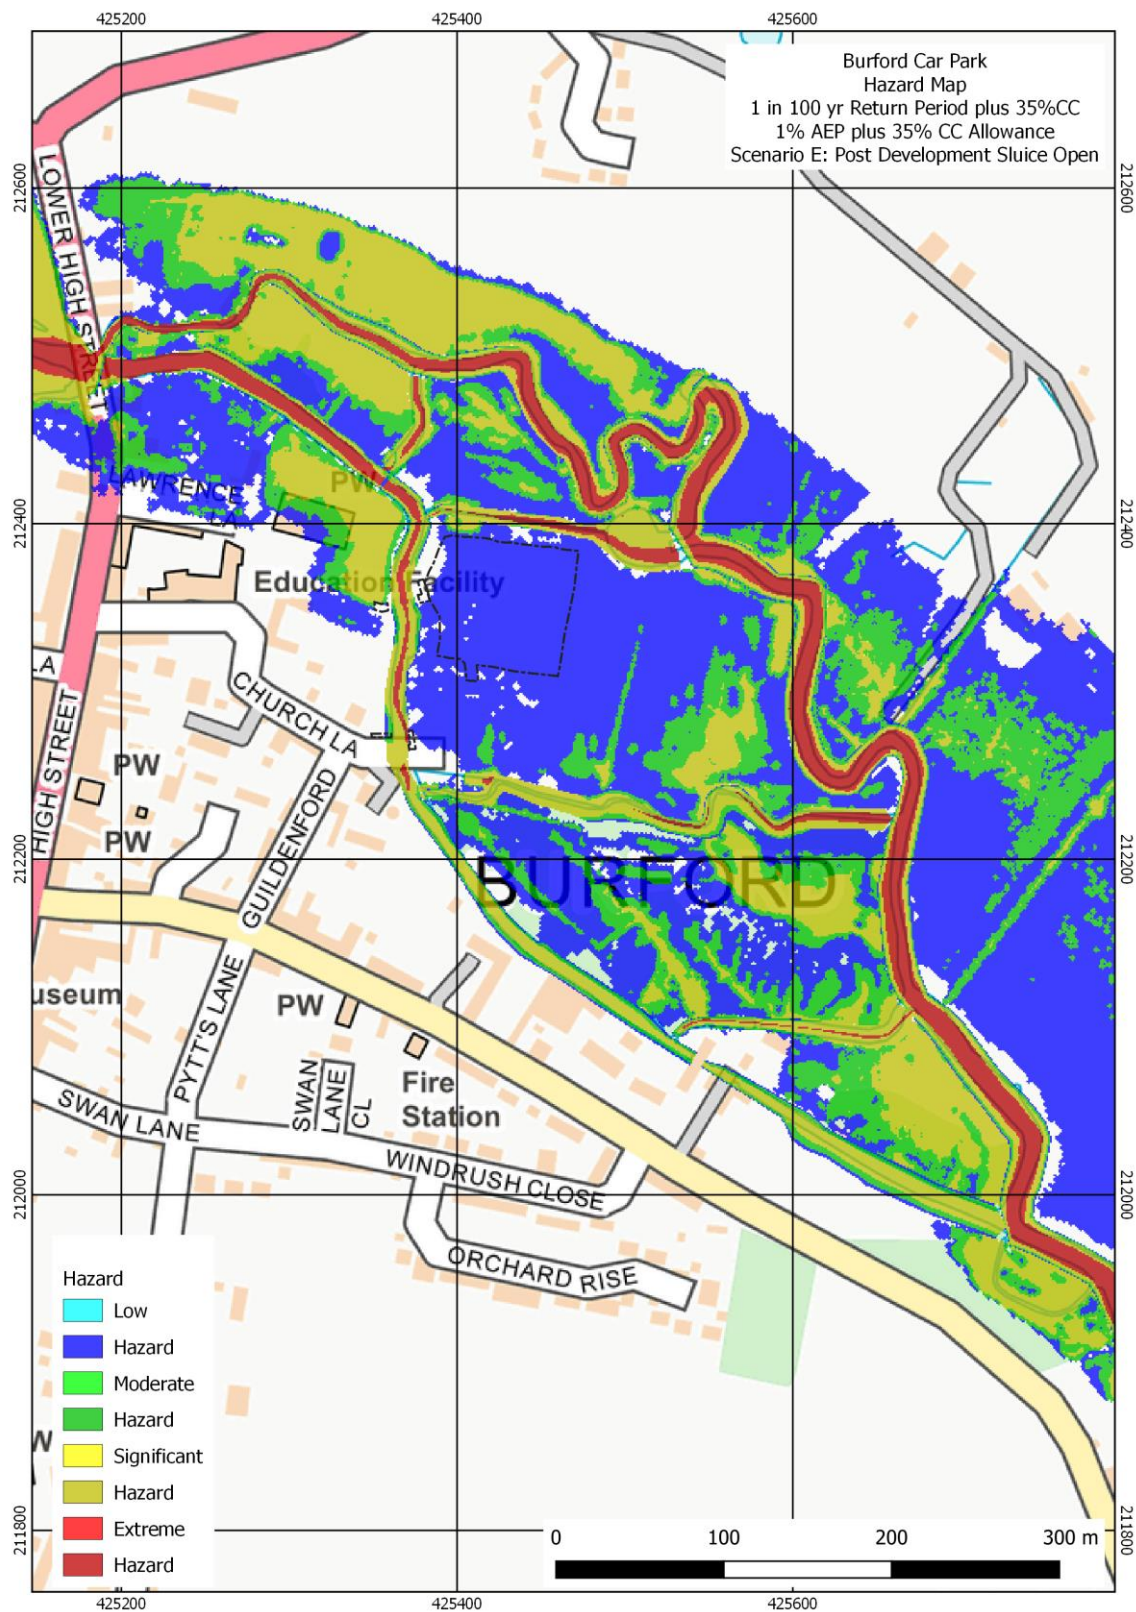 425200
425400
425600
Burford Car Park
Hazard Map
1 in 100 yr Return Period plus 35%CC
1% AEP plus 35% CC Allowance
Scenario E: Post Development Sluice Open
212600
212600
LOWER HIGH STREET
PW
LAWRENCE
LA
212400
212400
Education Facility
LA
CHURCH LA
HIGH STREET
PW
PW
GUILDENFORD
212200
212200
BURFORD
useum
PW
PYTT'S LANE
Fire
Station
SWAN LANE
SWAN
LANE
CL
WINDRUSH CLOSE
212000
212000
ORCHARD RISE
Hazard
Low
Hazard
Moderate
Hazard
Significant
Hazard
Extreme
Hazard
W
211800
211800
0 100 200 300 m
425200
425400
425600